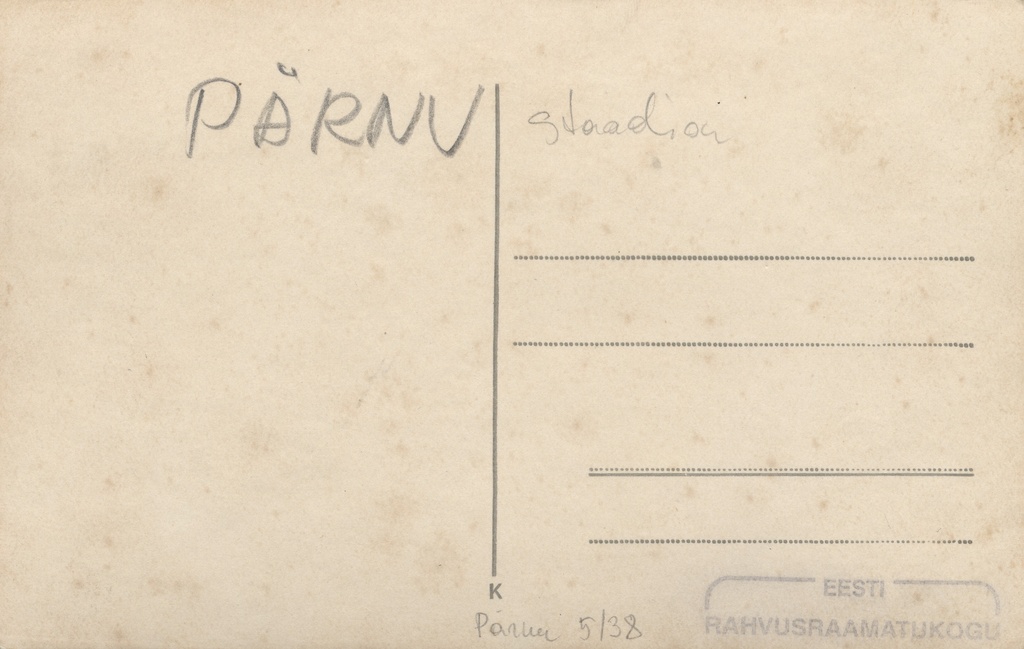 PÄRNU
staadion
K
Pärnu 5/38
EESTI
RAHVUSRAAMATUKOGU